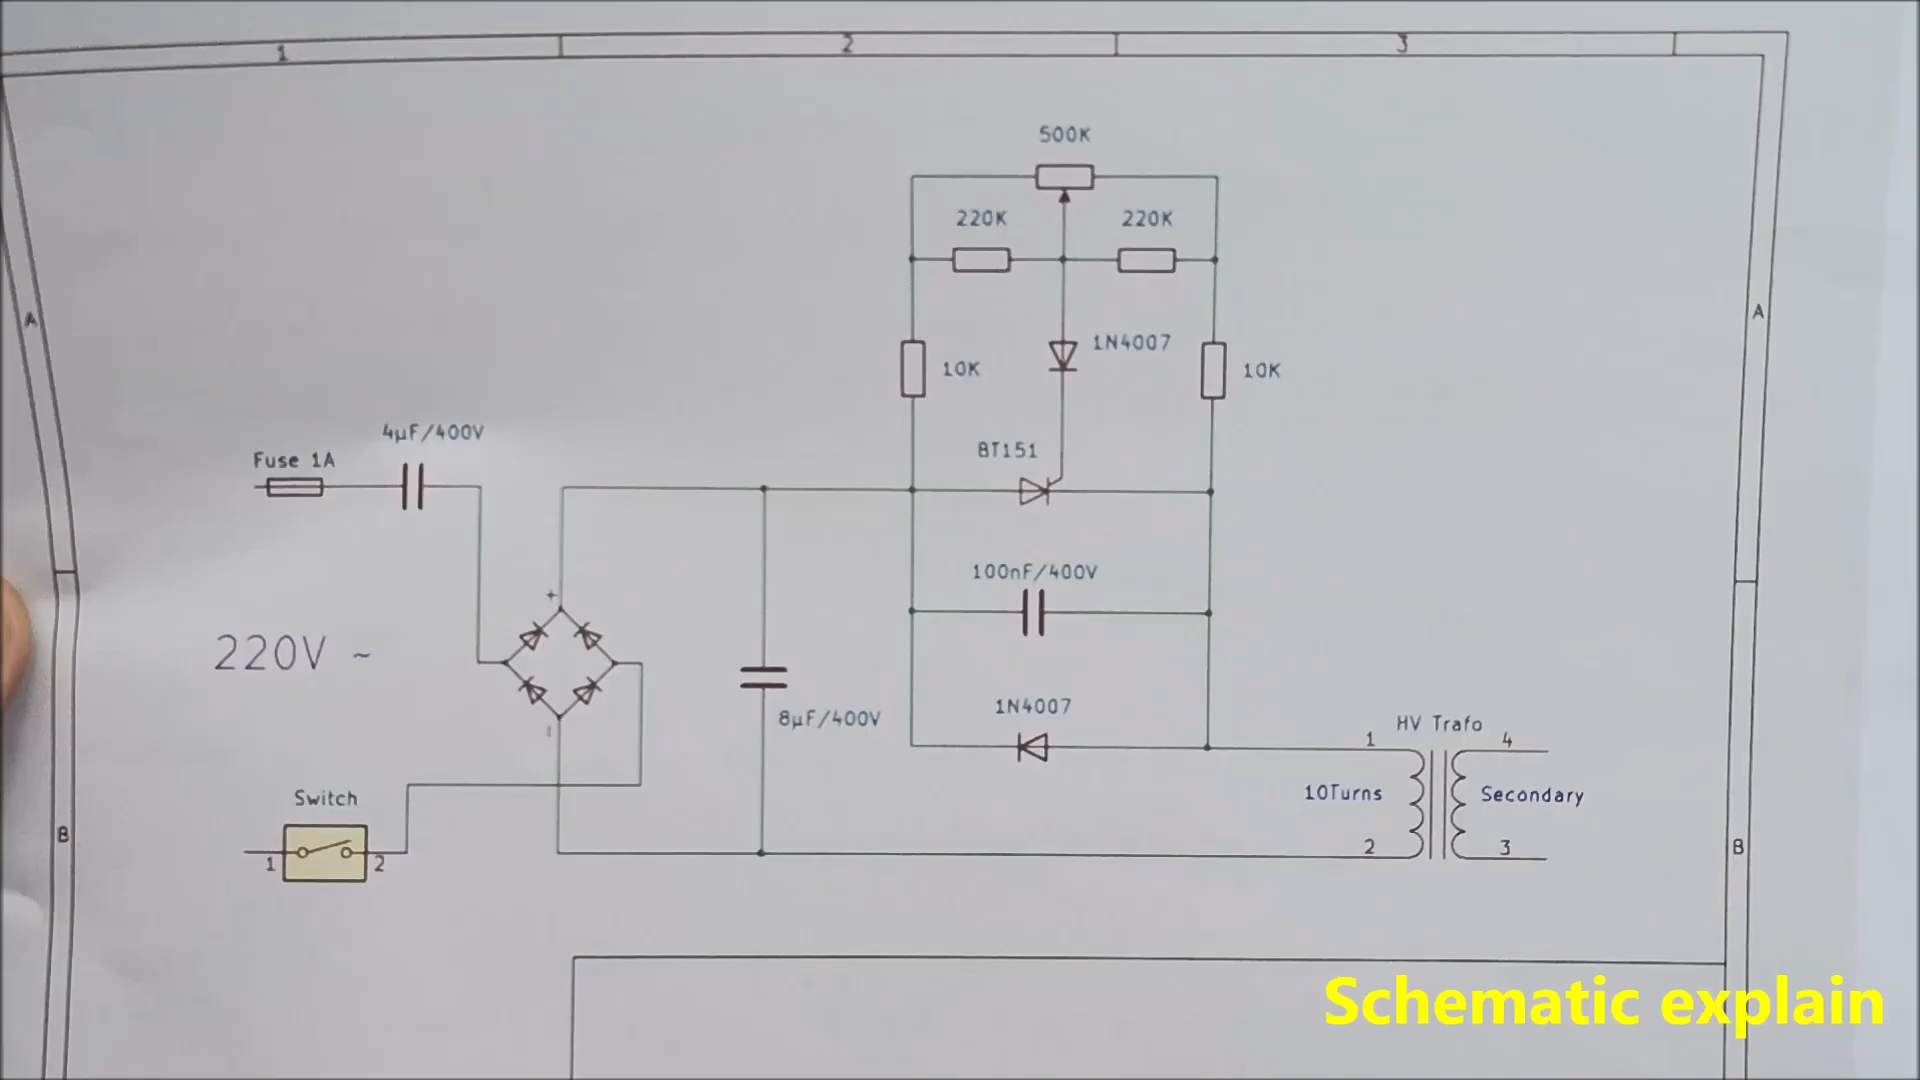 1 2 3
500K
220K 220K
A A
1N4007
10K 10K
4µF/400V
BT151
Fuse 1A
100nF/400V
+
220V ~
1N4007
8µF/400V
HV Trafo
1 4
Switch
10Turns Secondary
B B
1 2
2 3
Schematic explain